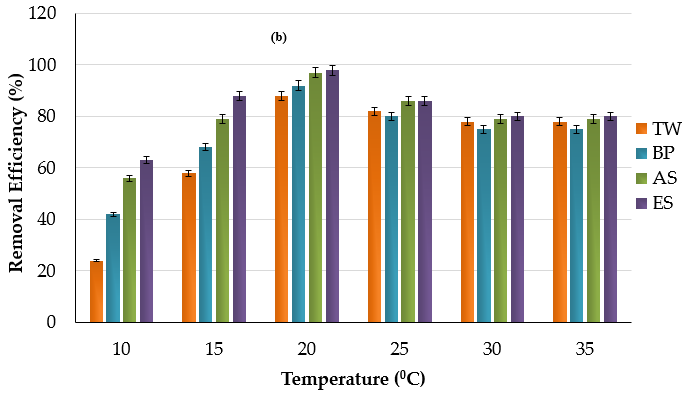 120
100
80
60
40
20
0
(b)
Removal Efficiency (%)
TW
BP
AS
ES
10 15 20 25 30 35
Temperature (⁰C)